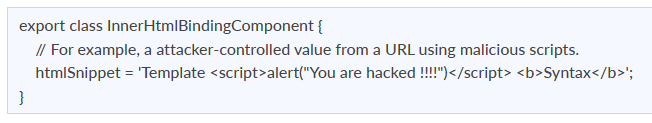 export class InnerHtmlBindingComponent {
// For example, a attacker-controlled value from a URL using malicious scripts.
htmlSnippet = 'Template <script>alert("You are hacked !!!!")</script> <b>Syntax</b>';
}